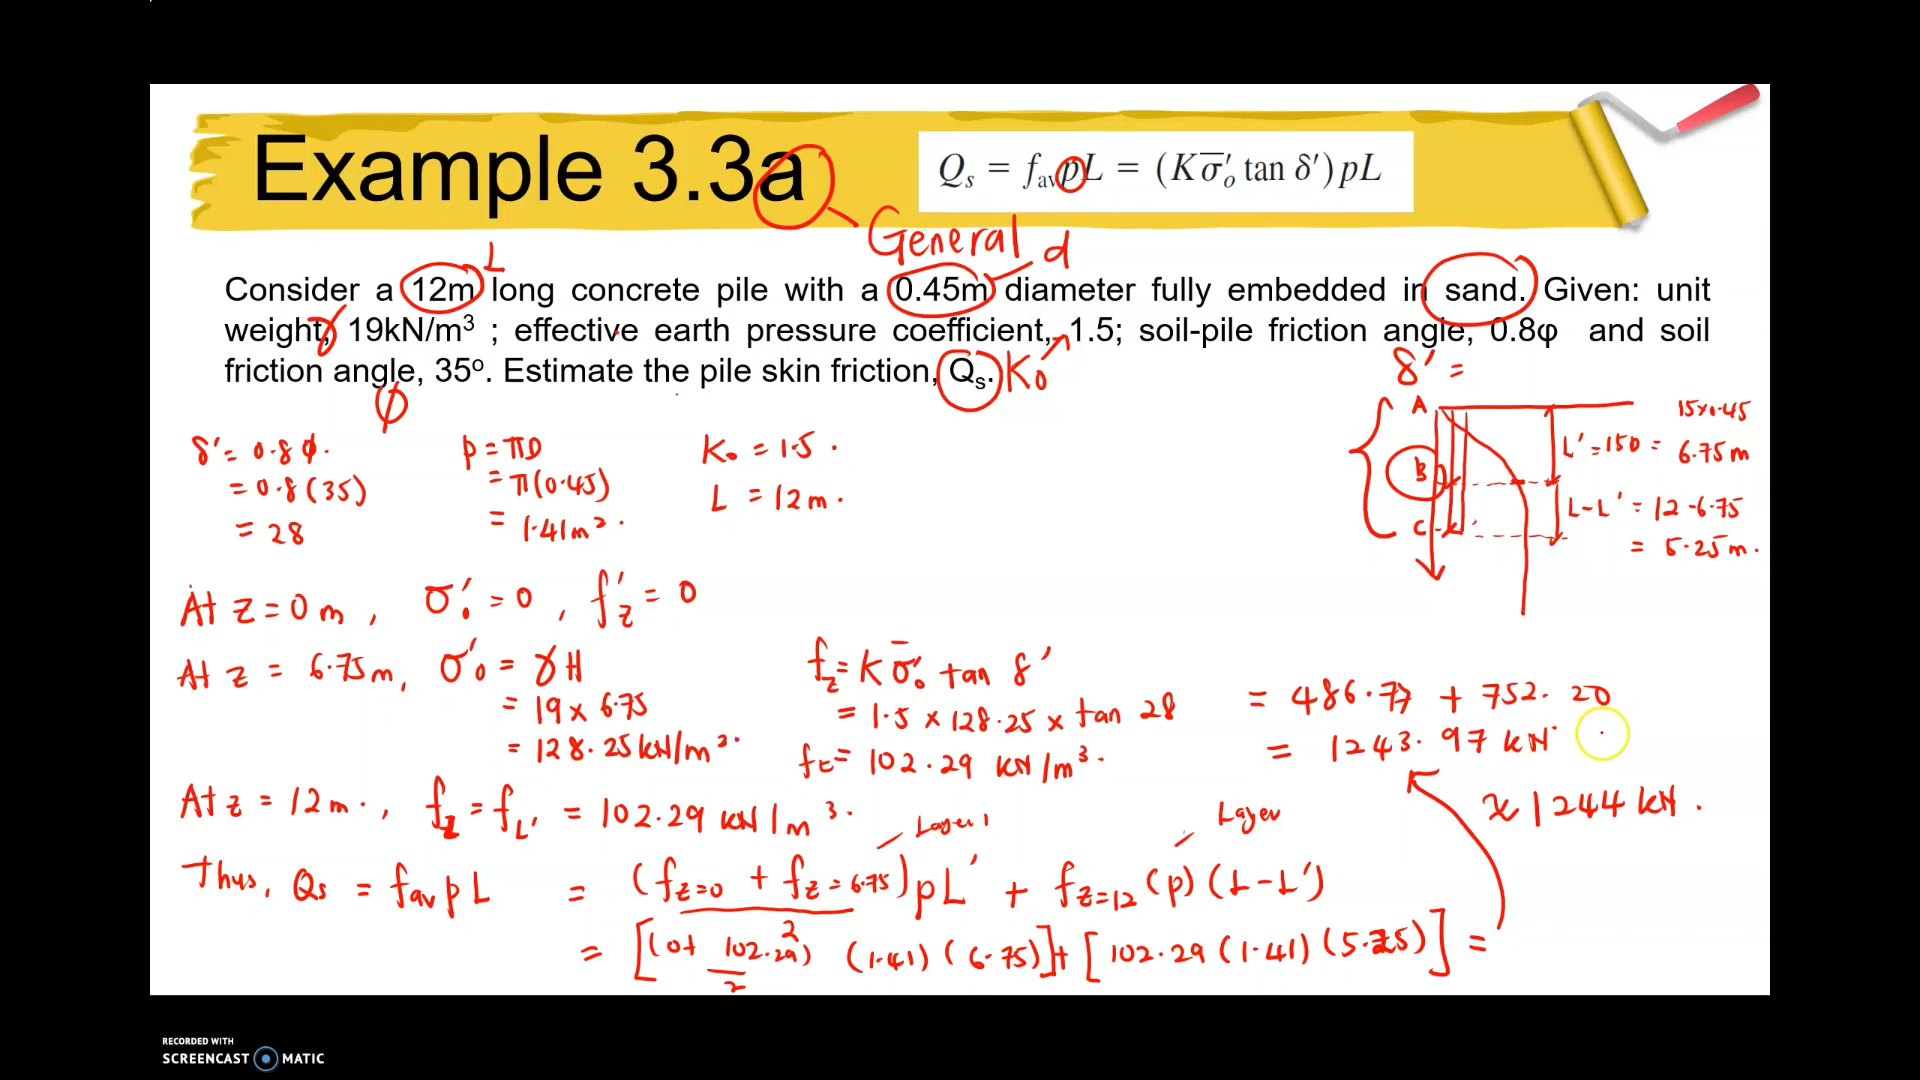 Example 3.3a
Qs = fav pL = (Kσ̄'o tan δ')pL
General
L
d
Consider a 12m long concrete pile with a 0.45m diameter fully embedded in sand. Given: unit
weight, 19kN/m³ ; effective earth pressure coefficient, 1.5; soil-pile friction angle, 0.8φ and soil
friction angle, 35º. Estimate the pile skin friction, Qs.
γ
K₀
δ' =
φ
δ' = 0.8 φ.
= 0.8 (35)
= 28
p = πD
= π(0.45)
= 1.41m².
K₀ = 1.5 .
L = 12m .
A
B
C
15x0.45
L' = 15D = 6.75m
L-L' = 12-6.75
= 5.25m.
At z = 0m , σ'₀ = 0 , f'z = 0
At z = 6.75m, σ'₀ = γH
= 19 x 6.75
= 128.25kN/m².
fz = K σ̄'₀ tan δ'
= 1.5 x 128.25 x tan 28
fz = 102.29 kN/m³.
At z = 12m. , fz = fL' = 102.29 kN/m³.
Layer 1
Layer
Thus, Qs = fav pL = (fz=0 + fz=6.75)/2 pL' + fz=12 (p) (L-L')
= [(0+ 102.29)/2 (1.41) (6.75)] + [102.29 (1.41) (5.25)] =
= 486.77 + 752.20
= 1243.97 kN
≈ 1244 kN .
RECORDED WITH
SCREENCAST MATIC